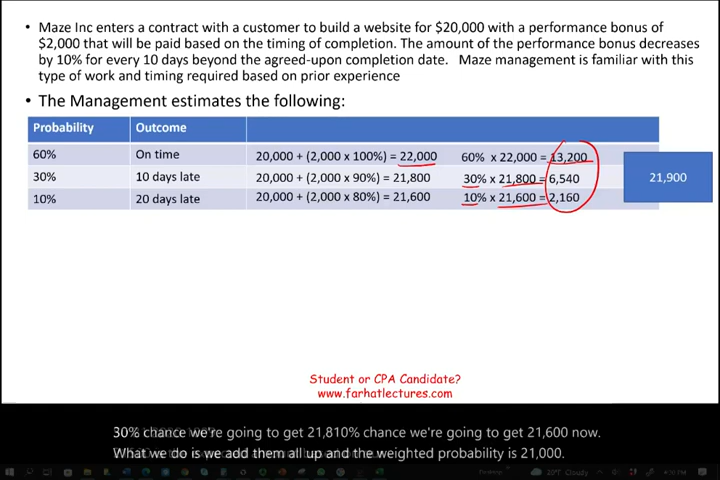 • Maze Inc enters a contract with a customer to build a website for $20,000 with a performance bonus of
$2,000 that will be paid based on the timing of completion. The amount of the performance bonus decreases
by 10% for every 10 days beyond the agreed-upon completion date. Maze management is familiar with this
type of work and timing required based on prior experience
• The Management estimates the following:
Probability Outcome
60% On time 20,000 + (2,000 x 100%) = 22,000 60% x 22,000 = 13,200
30% 10 days late 20,000 + (2,000 x 90%) = 21,800 30% x 21,800 = 6,540
21,900
10% 20 days late 20,000 + (2,000 x 80%) = 21,600 10% x 21,600 = 2,160
Student or CPA Candidate?
www.farhatlectures.com
30% chance we're going to get 21,810% chance we're going to get 21,600 now.
What we do is we add them all up and the weighted probability is 21,000.
20°F Cloudy